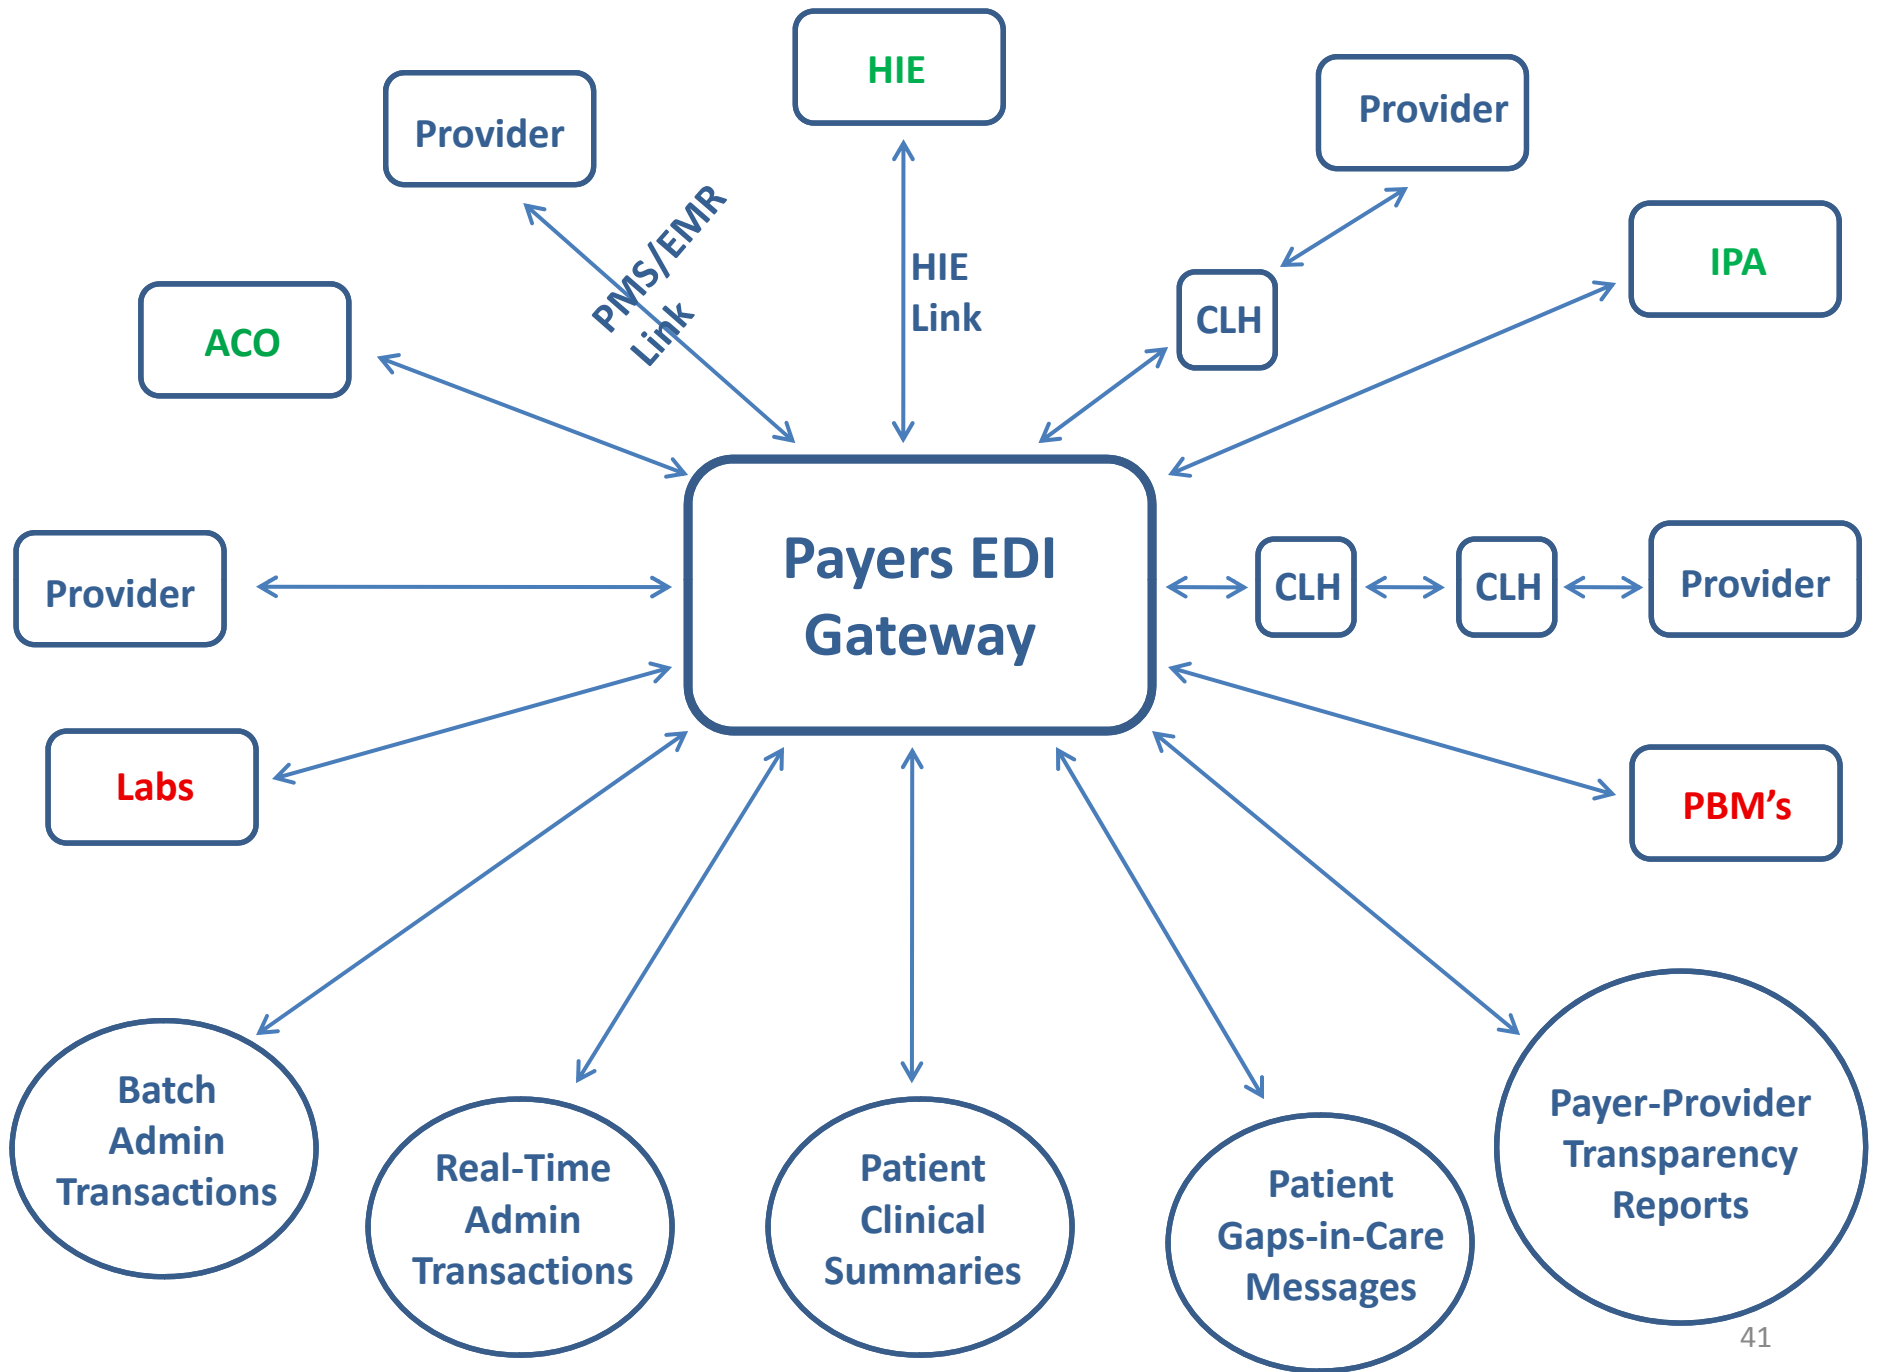 HIE
Provider
Provider
PMS/EMR
Link
HIE
Link
IPA
CLH
ACO
Payers EDI
Gateway
Provider
CLH
CLH
Provider
Labs
PBM's
Batch
Admin
Transactions
Real-Time
Admin
Transactions
Patient
Clinical
Summaries
Patient
Gaps-in-Care
Messages
Payer-Provider
Transparency
Reports
41